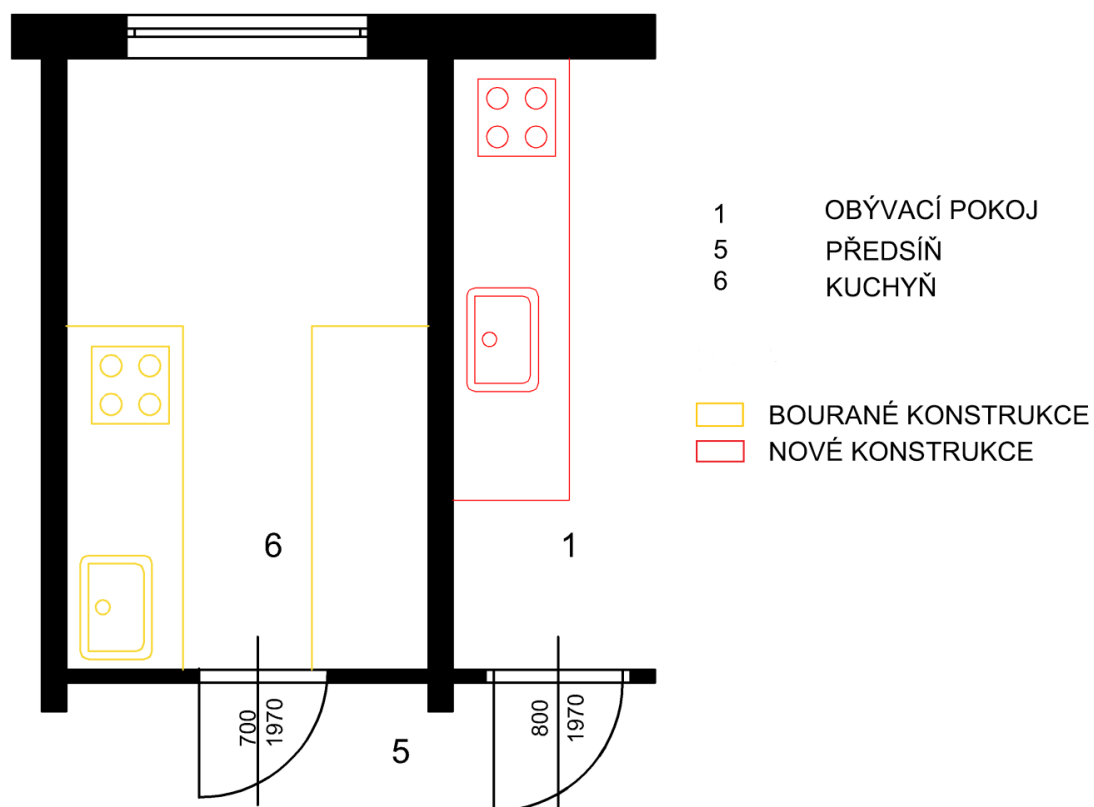 1 OBÝVACÍ POKOJ
5 PŘEDSÍŇ
6 KUCHYŇ
BOURANÉ KONSTRUKCE
NOVÉ KONSTRUKCE
6
1
700
1970
800
1970
5